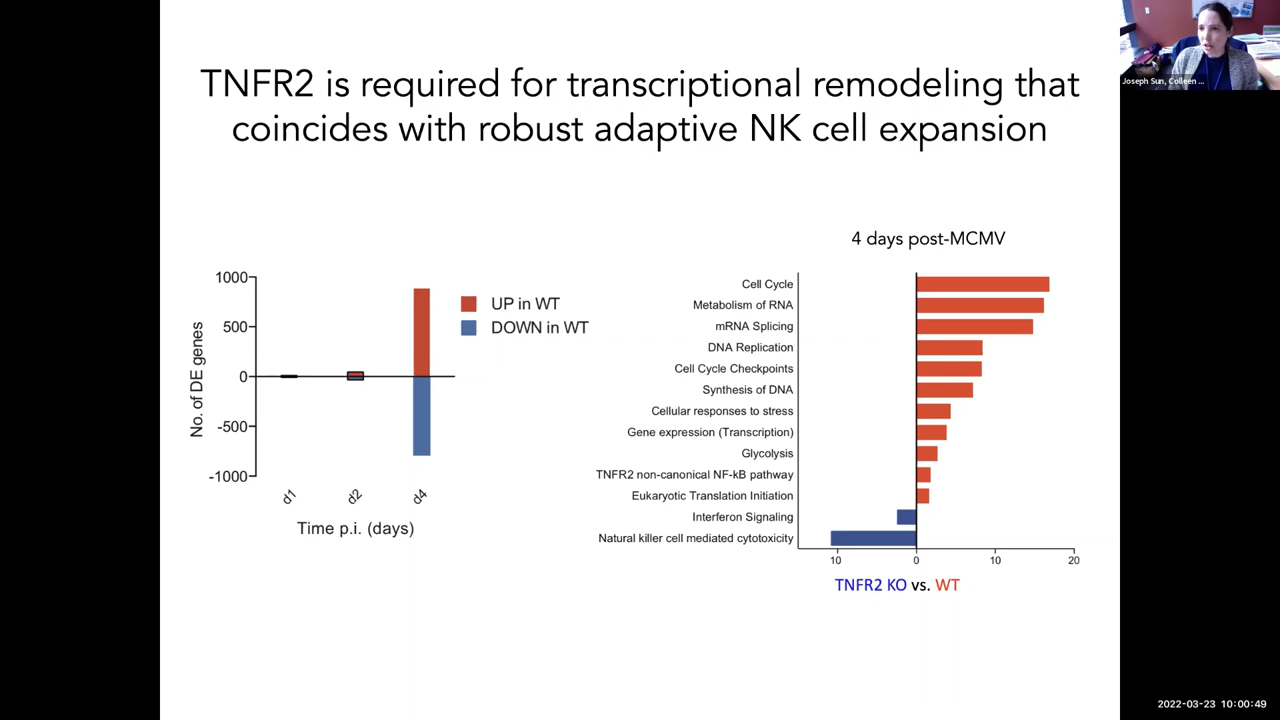 TNFR2 is required for transcriptional remodeling that
coincides with robust adaptive NK cell expansion
Joseph Sun, Colleen ...
4 days post-MCMV
No. of DE genes
1000
500
0
-500
-1000
d1
d2
d4
Time p.i. (days)
UP in WT
DOWN in WT
Cell Cycle
Metabolism of RNA
mRNA Splicing
DNA Replication
Cell Cycle Checkpoints
Synthesis of DNA
Cellular responses to stress
Gene expression (Transcription)
Glycolysis
TNFR2 non-canonical NF-kB pathway
Eukaryotic Translation Initiation
Interferon Signaling
Natural killer cell mediated cytotoxicity
10 0 10 20
TNFR2 KO vs. WT
2022-03-23 10:00:49